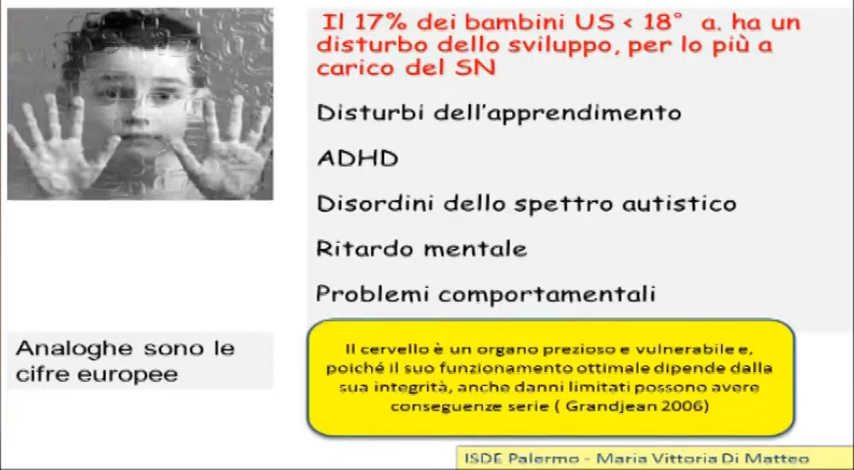 Il 17% dei bambini US < 18° a. ha un
disturbo dello sviluppo, per lo più a
carico del SN
Disturbi dell'apprendimento
ADHD
Disordini dello spettro autistico
Ritardo mentale
Problemi comportamentali
Analoghe sono le
cifre europee
Il cervello è un organo prezioso e vulnerabile e,
poiché il suo funzionamento ottimale dipende dalla
sua integrità, anche danni limitati possono avere
conseguenze serie ( Grandjean 2006)
ISDE Palermo - Maria Vittoria Di Matteo